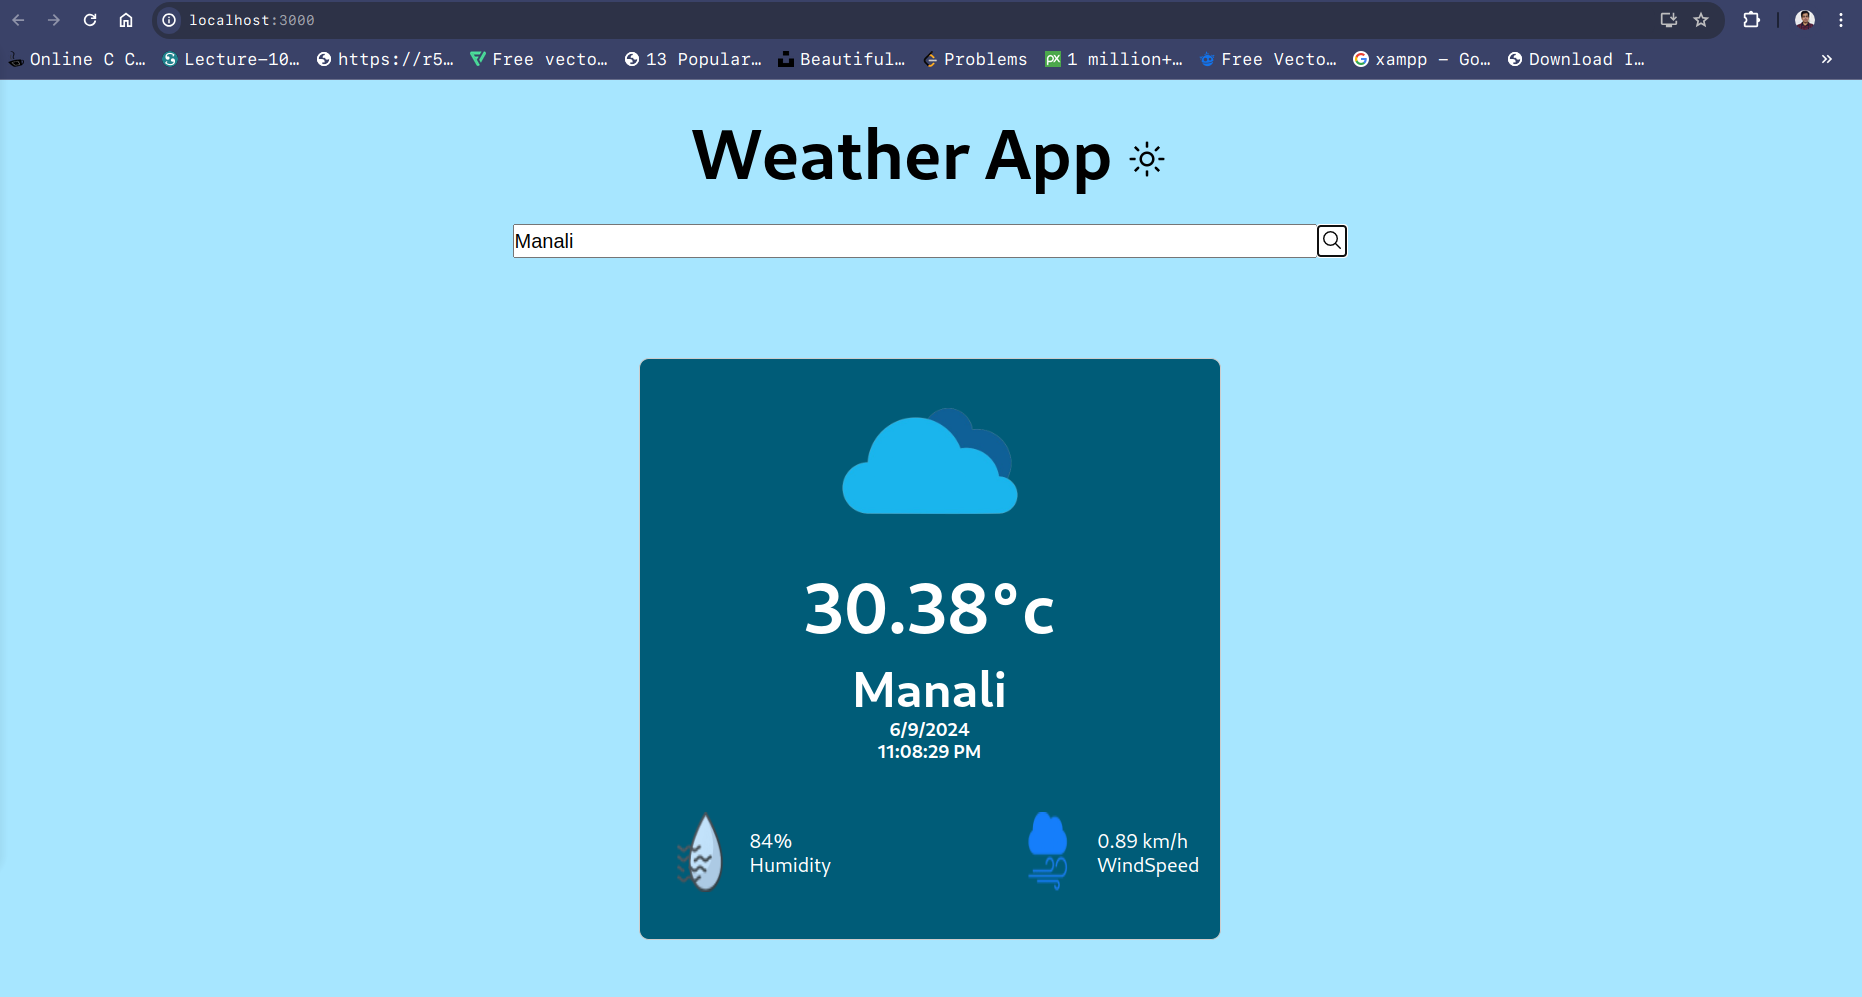 localhost:3000
Online C C… Lecture-10… https://r5… Free vecto… 13 Popular… Beautiful… Problems 1 million+… Free Vecto… xampp - Go… Download I… »
Weather App
Manali
30.38°c
Manali
6/9/2024
11:08:29 PM
84%
Humidity
0.89 km/h
WindSpeed